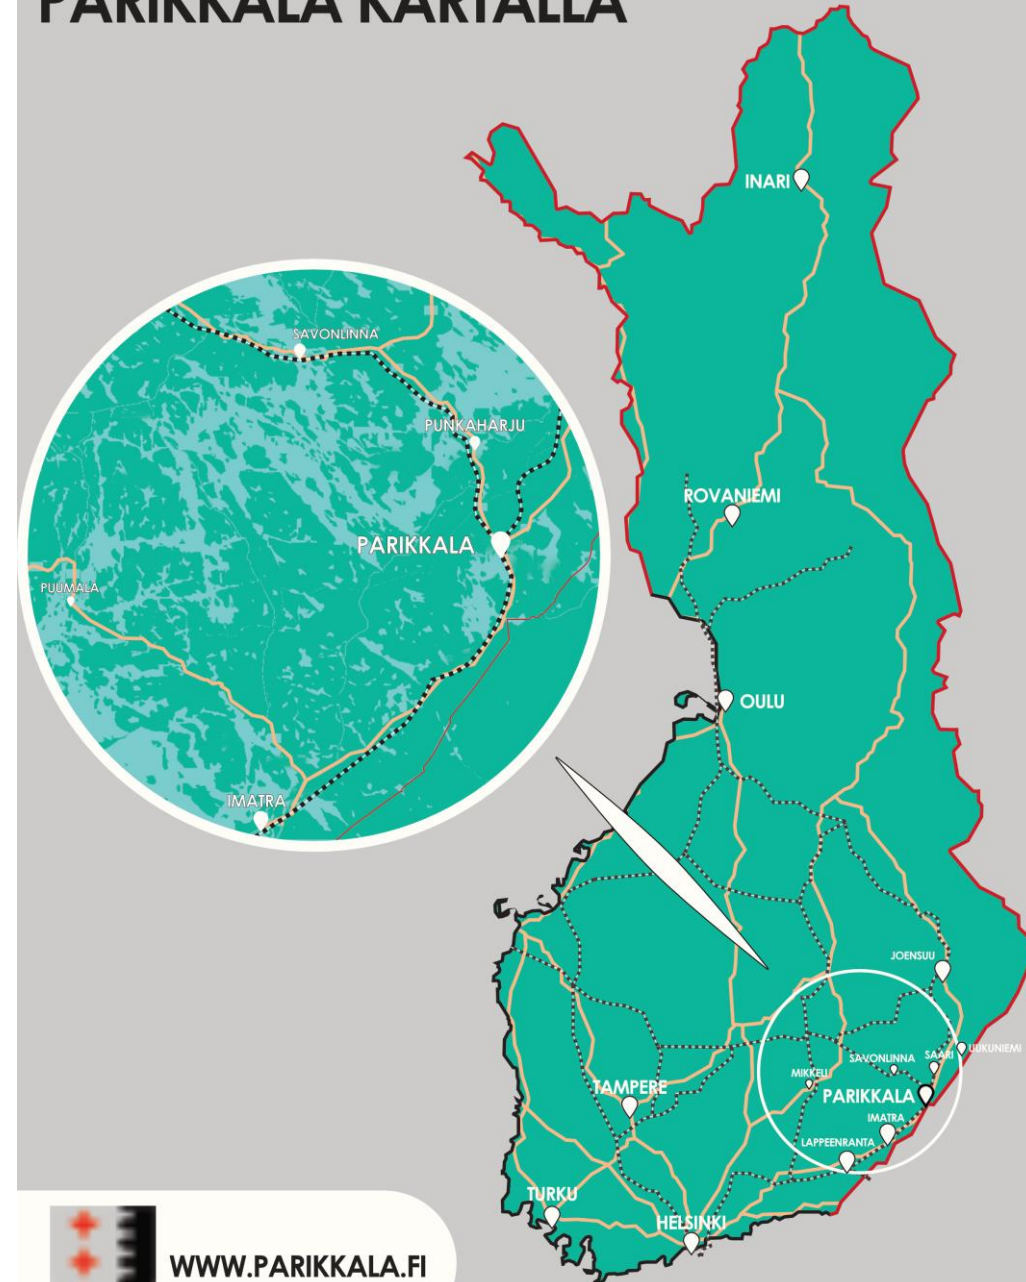 PARIKKALA KARTALLA
INARI
SAVONLINNA
PUNKAHARJU
ROVANIEMI
PARIKKALA
PUUMALA
OULU
IMATRA
JOENSUU
UUKUNIEMI
SAVONLINNA
SAARI
MIKKELI
TAMPERE
PARIKKALA
IMATRA
LAPPEENRANTA
TURKU
HELSINKI
WWW.PARIKKALA.FI